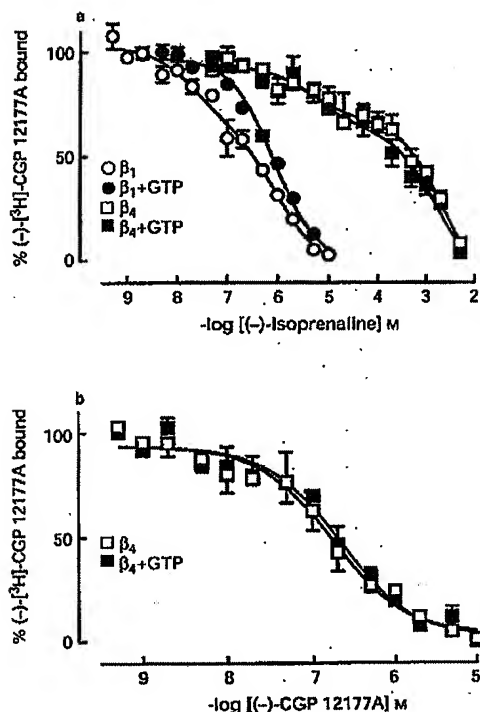 a
% (−)-[³H]-CGP 12177A bound
100
50
0
β₁
β₁+GTP
β₄
β₄+GTP
9 8 7 6 5 4 3 2
-log [(−)-Isoprenaline] M
b
% (−)-[³H]-CGP 12177A bound
100
50
0
β₄
β₄+GTP
9 8 7 6 5
-log [(−)-CGP 12177A] M